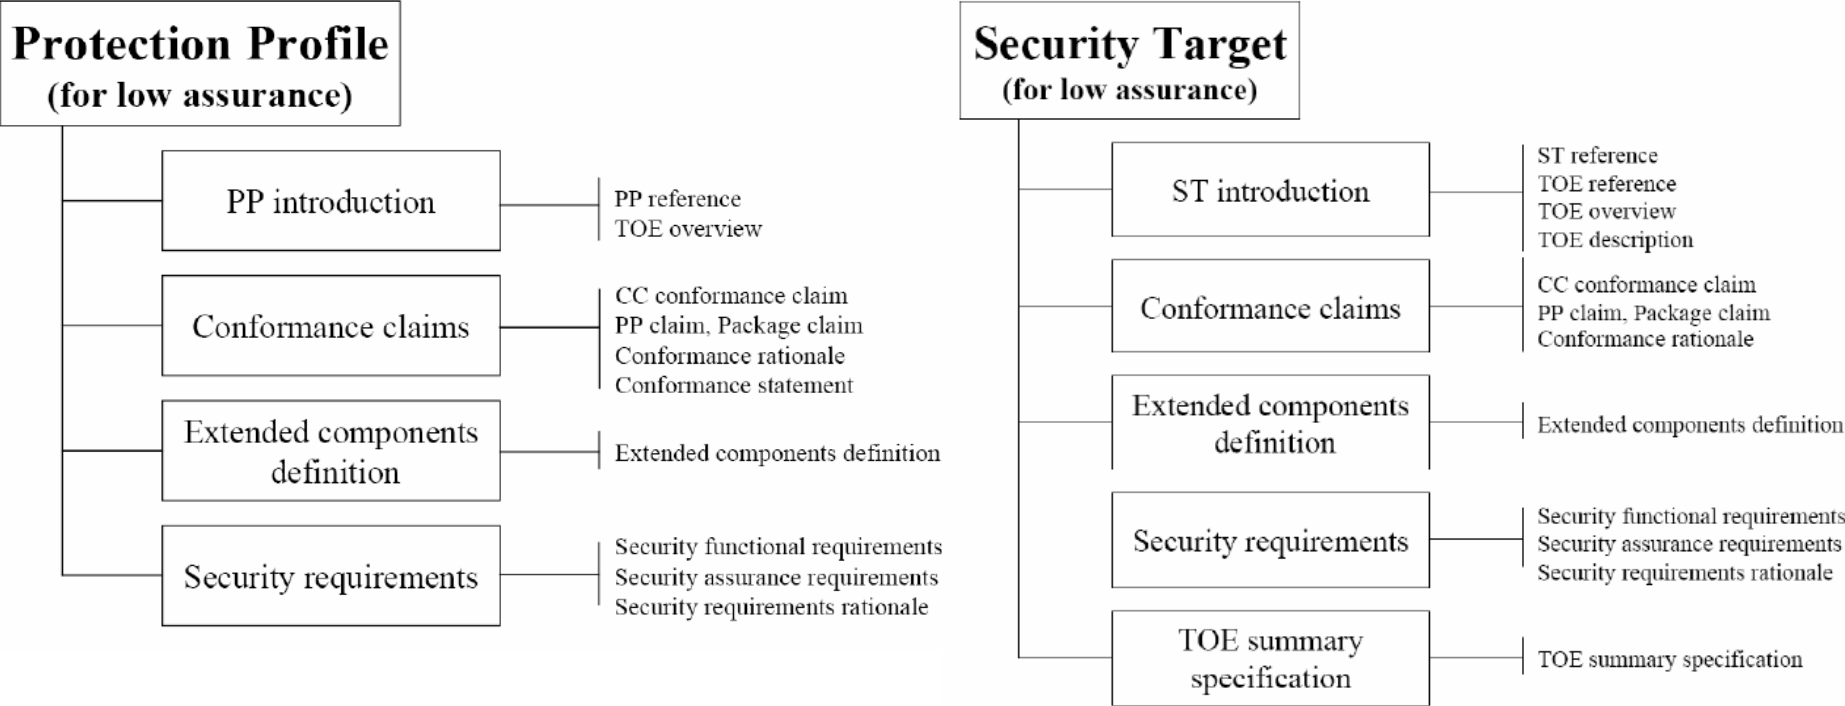 Protection Profile
(for low assurance)
PP introduction
PP reference
TOE overview
Conformance claims
CC conformance claim
PP claim, Package claim
Conformance rationale
Conformance statement
Extended components
definition
Extended components definition
Security requirements
Security functional requirements
Security assurance requirements
Security requirements rationale
Security Target
(for low assurance)
ST introduction
ST reference
TOE reference
TOE overview
TOE description
Conformance claims
CC conformance claim
PP claim, Package claim
Conformance rationale
Extended components
definition
Extended components definition
Security requirements
Security functional requirements
Security assurance requirements
Security requirements rationale
TOE summary
specification
TOE summary specification